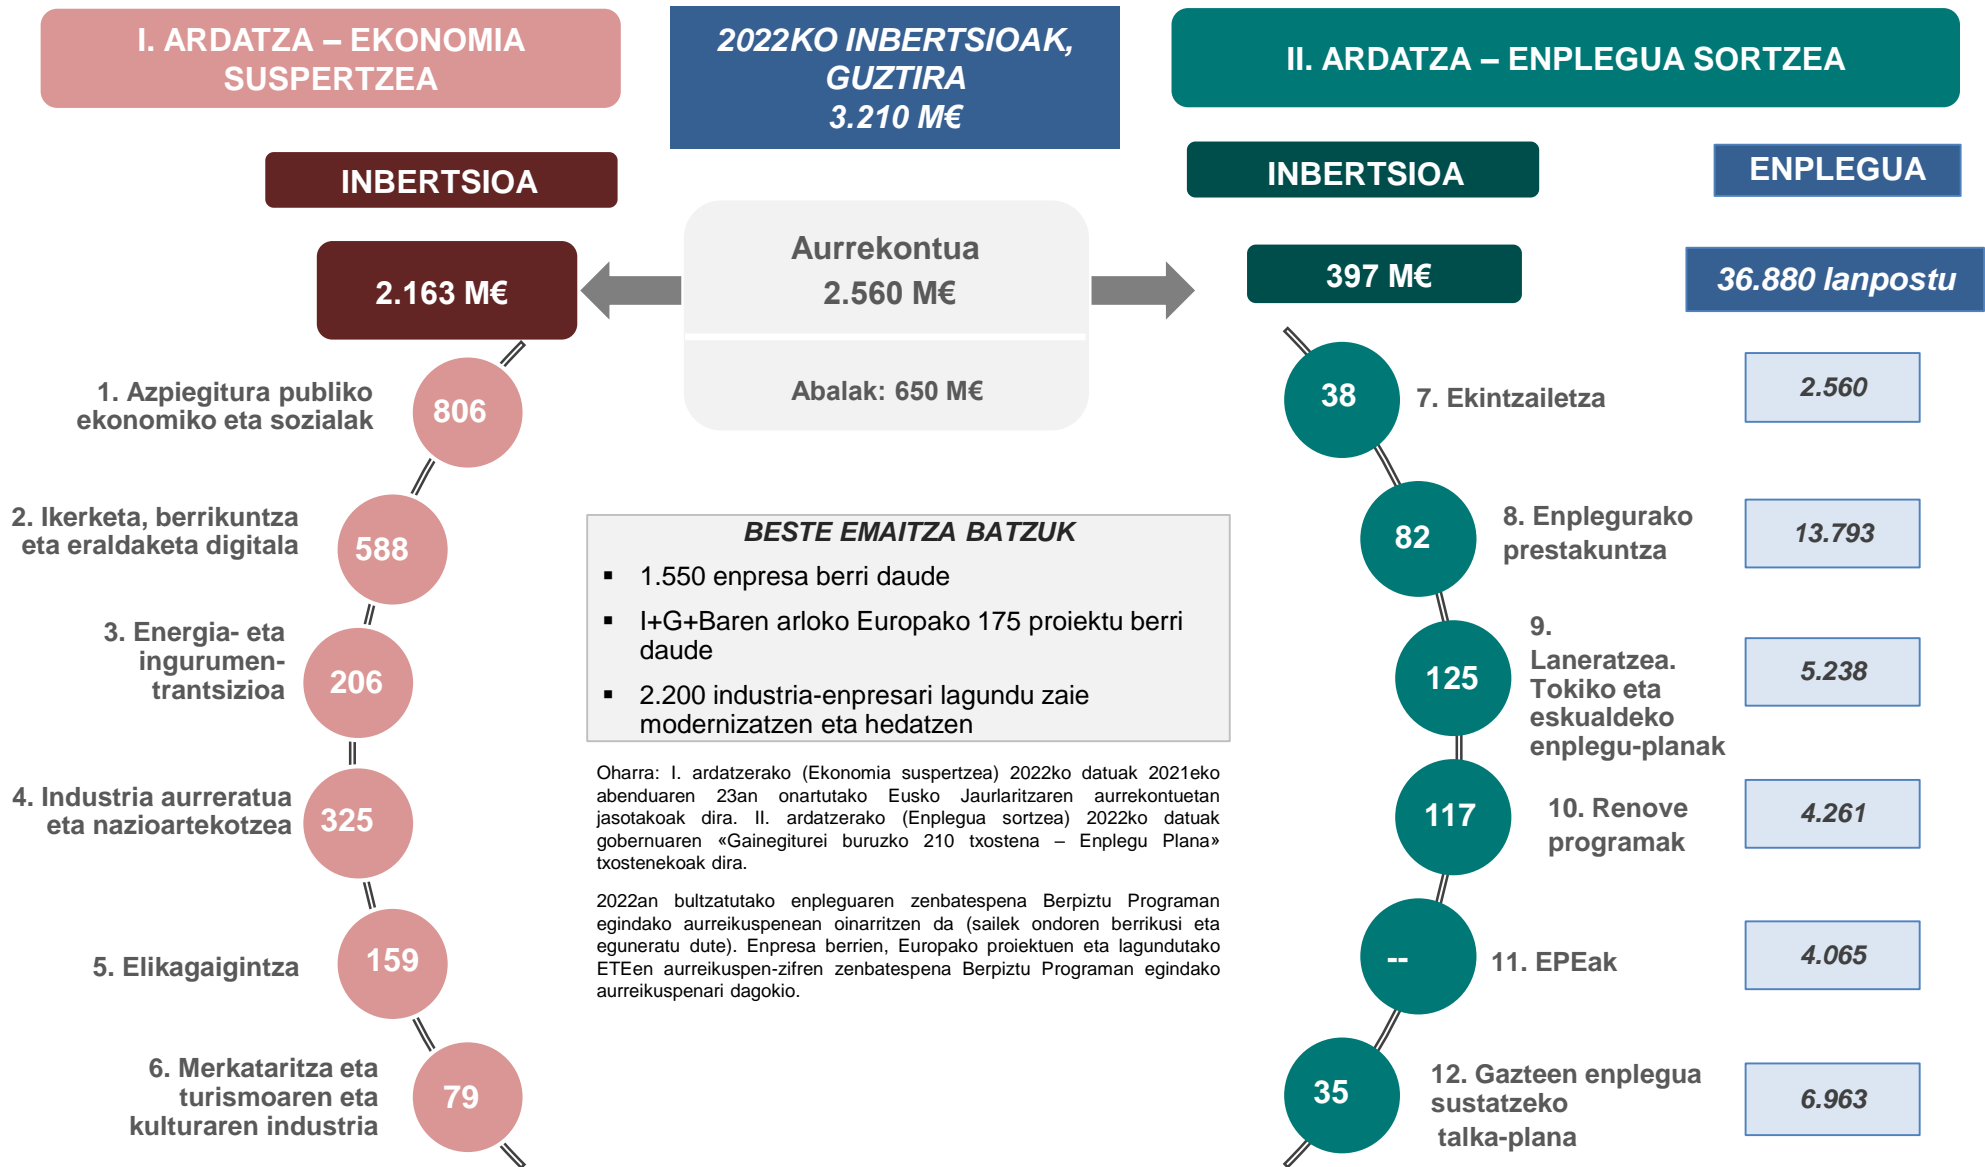 I. ARDATZA – EKONOMIA
SUSPERTZEA
2022KO INBERTSIOAK,
GUZTIRA
3.210 M€
II. ARDATZA – ENPLEGUA SORTZEA
INBERTSIOA
INBERTSIOA
ENPLEGUA
2.163 M€
Aurrekontua
2.560 M€
Abalak: 650 M€
397 M€
36.880 lanpostu
1. Azpiegitura publiko
ekonomiko eta sozialak
806
2. Ikerketa, berrikuntza
eta eraldaketa digitala
588
3. Energia- eta
ingurumen-
trantsizioa
206
4. Industria aurreratua
eta nazioartekotzea
325
5. Elikagaigintza
159
6. Merkataritza eta
turismoaren eta
kulturaren industria
79
BESTE EMAITZA BATZUK
▪ 1.550 enpresa berri daude
▪ I+G+Baren arloko Europako 175 proiektu berri
daude
▪ 2.200 industria-enpresari lagundu zaie
modernizatzen eta hedatzen
Oharra: I. ardatzerako (Ekonomia suspertzea) 2022ko datuak 2021eko
abenduaren 23an onartutako Eusko Jaurlaritzaren aurrekontuetan
jasotakoak dira. II. ardatzerako (Enplegua sortzea) 2022ko datuak
gobernuaren «Gainegiturei buruzko 210 txostena – Enplegu Plana»
txostenekoak dira.
2022an bultzatutako enpleguaren zenbatespena Berpiztu Programan
egindako aurreikuspenean oinarritzen da (sailek ondoren berrikusi eta
eguneratu dute). Enpresa berrien, Europako proiektuen eta lagundutako
ETEen aurreikuspen-zifren zenbatespena Berpiztu Programan egindako
aurreikuspenari dagokio.
38
7. Ekintzailetza
2.560
82
8. Enplegurako
prestakuntza
13.793
125
9.
Laneratzea.
Tokiko eta
eskualdeko
enplegu-planak
5.238
117
10. Renove
programak
4.261
--
11. EPEak
4.065
35
12. Gazteen enplegua
sustatzeko
talka-plana
6.963